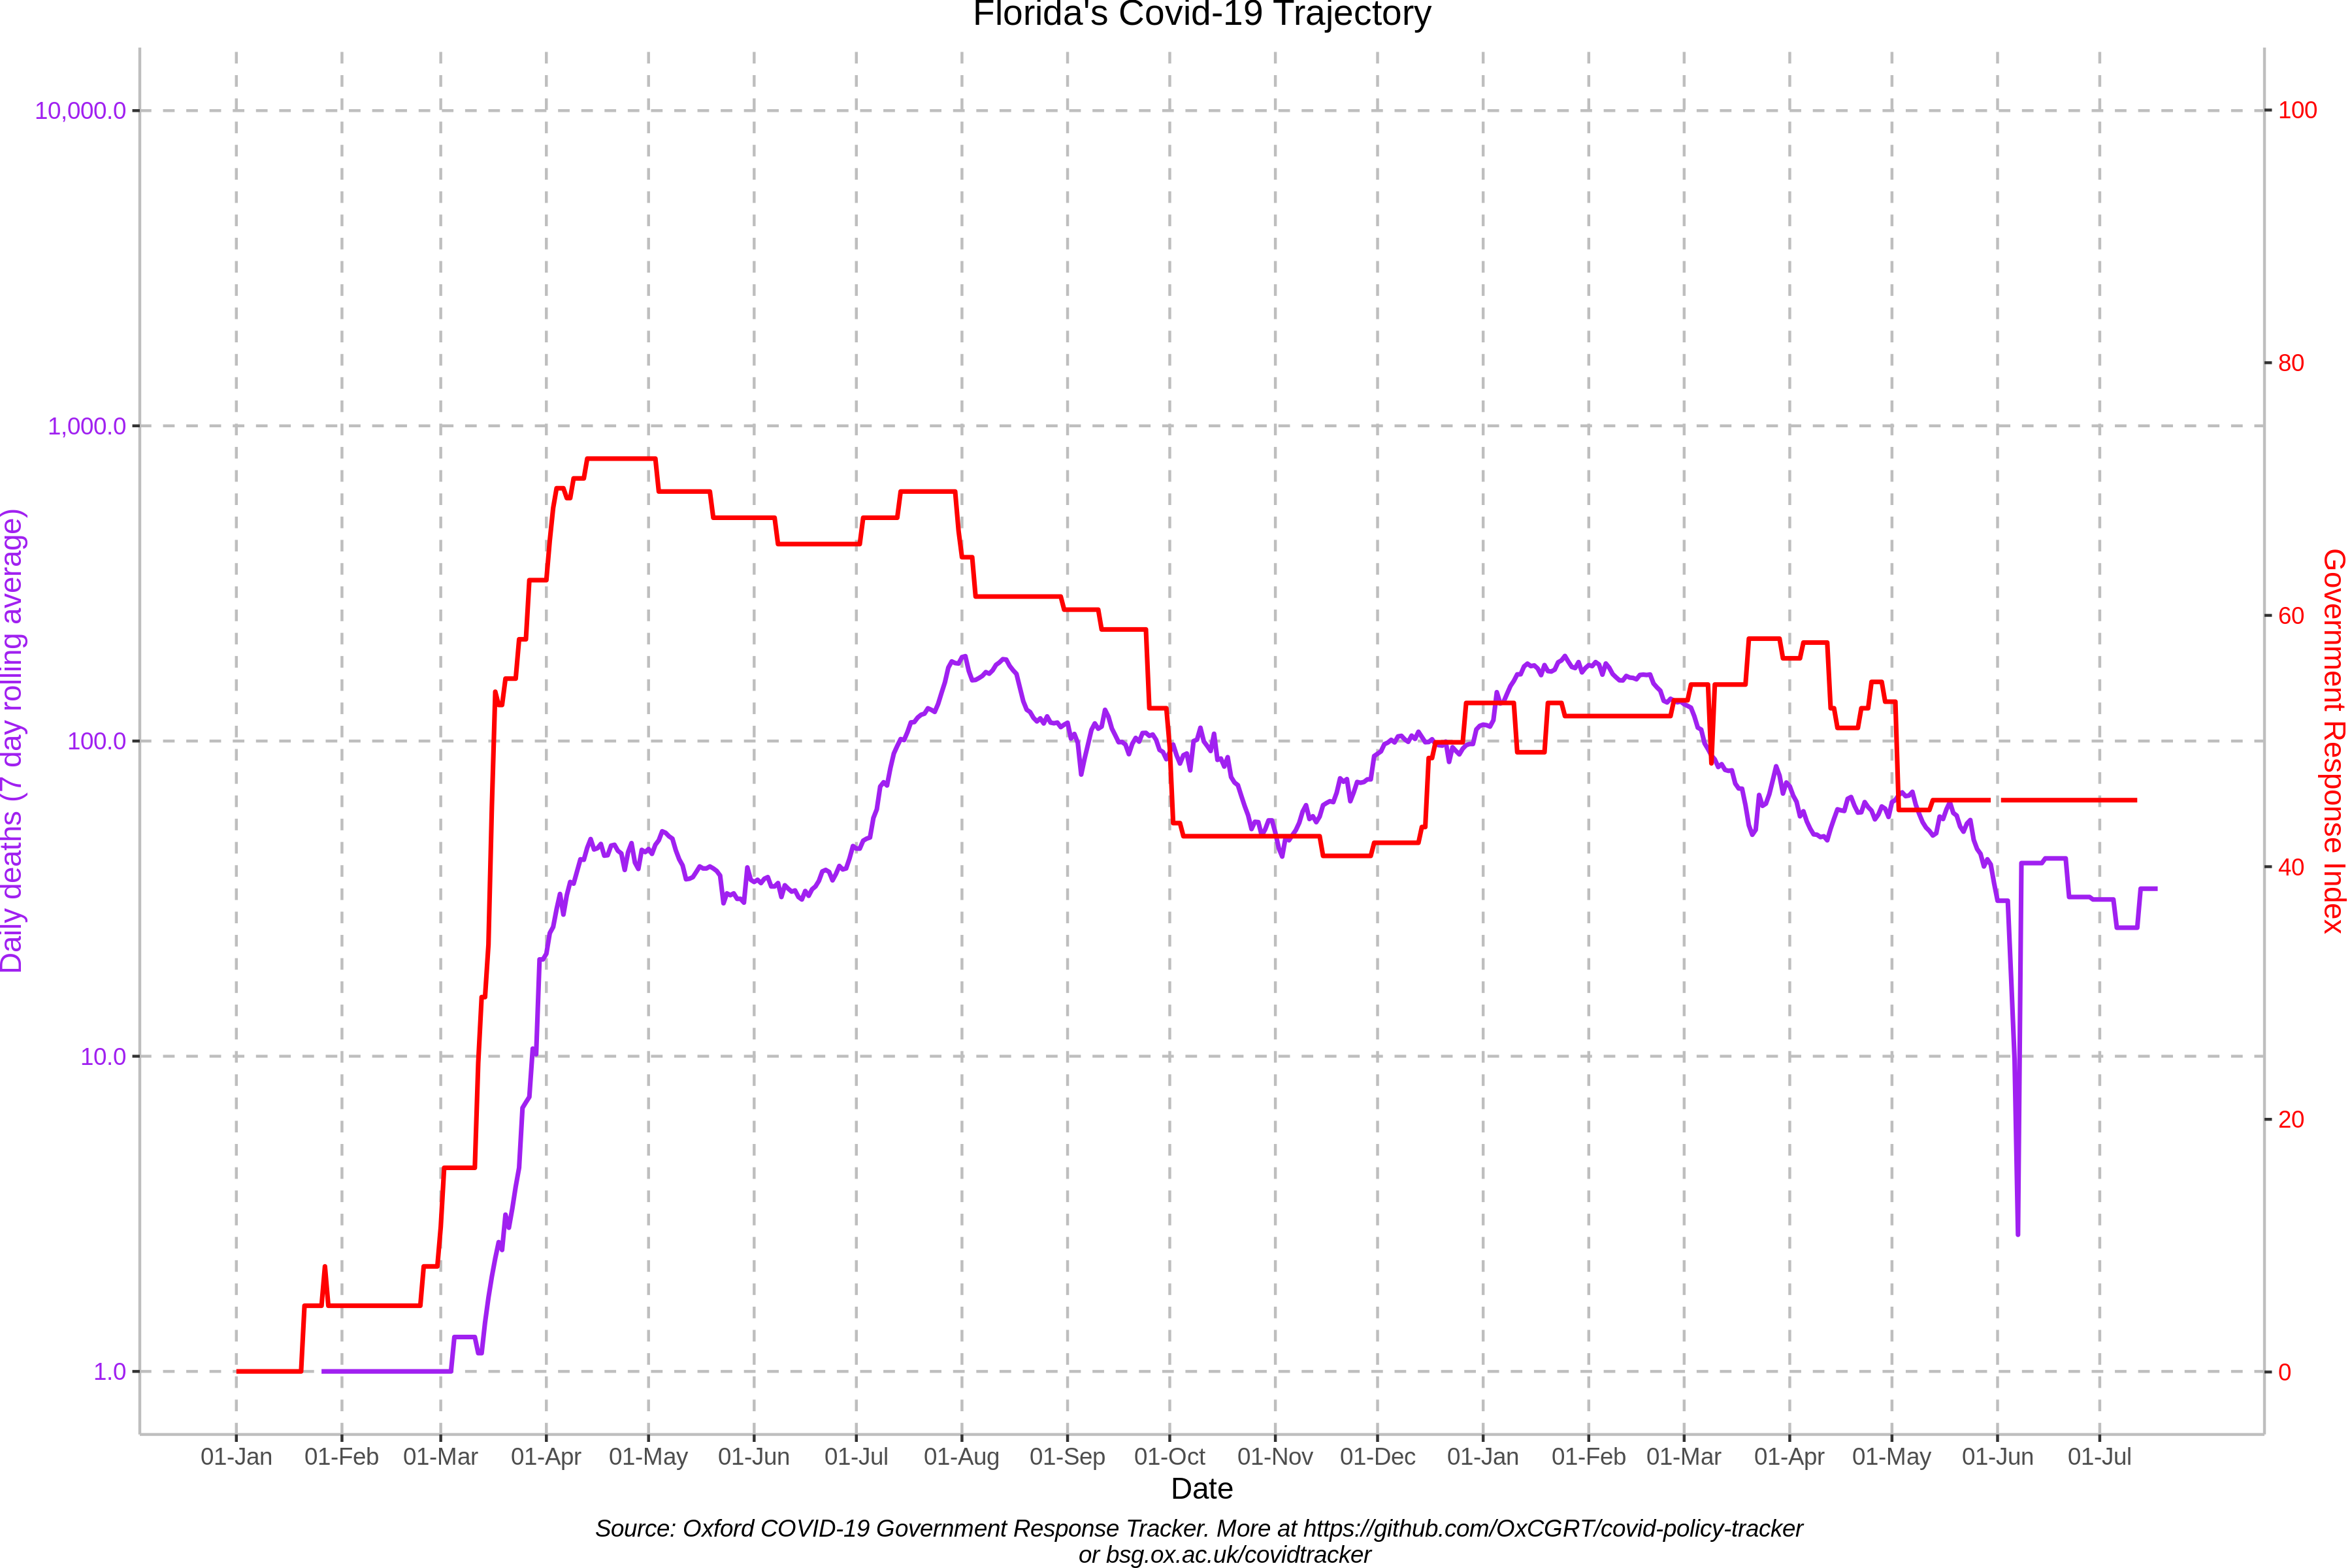 Florida's Covid-19 Trajectory
10,000.0
1,000.0
100.0
10.0
1.0
Daily deaths (7 day rolling average)
100
80
60
40
20
0
Government Response Index
01-Jan 01-Feb 01-Mar 01-Apr 01-May 01-Jun 01-Jul 01-Aug 01-Sep 01-Oct 01-Nov 01-Dec 01-Jan 01-Feb 01-Mar 01-Apr 01-May 01-Jun 01-Jul
Date
Source: Oxford COVID-19 Government Response Tracker. More at https://github.com/OxCGRT/covid-policy-tracker
or bsg.ox.ac.uk/covidtracker